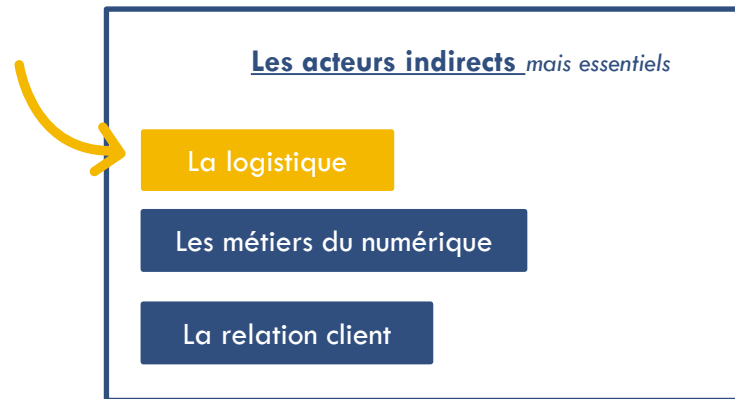 Les acteurs indirects mais essentiels
La logistique
Les métiers du numérique
La relation client